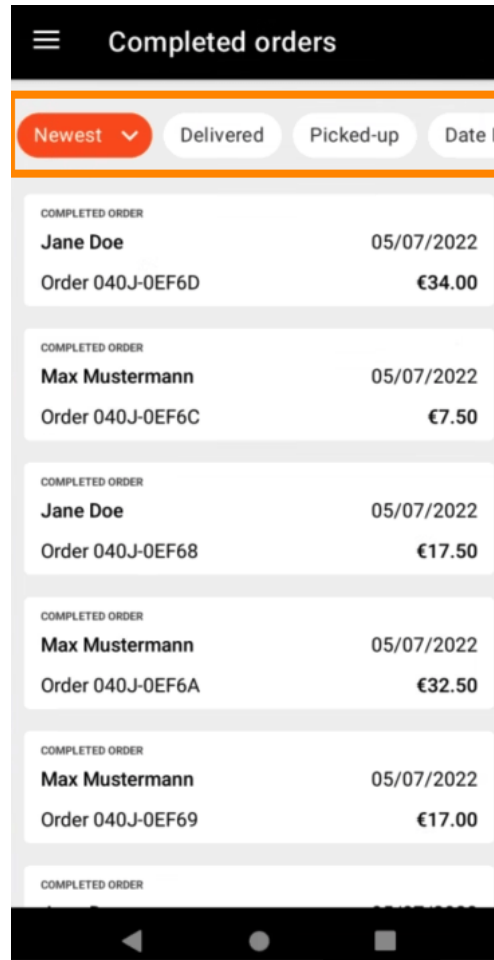 Completed orders
Newest Delivered Picked-up Date
COMPLETED ORDER
Jane Doe 05/07/2022
Order 040J-0EF6D €34.00
COMPLETED ORDER
Max Mustermann 05/07/2022
Order 040J-0EF6C €7.50
COMPLETED ORDER
Jane Doe 05/07/2022
Order 040J-0EF68 €17.50
COMPLETED ORDER
Max Mustermann 05/07/2022
Order 040J-0EF6A €32.50
COMPLETED ORDER
Max Mustermann 05/07/2022
Order 040J-0EF69 €17.00
COMPLETED ORDER